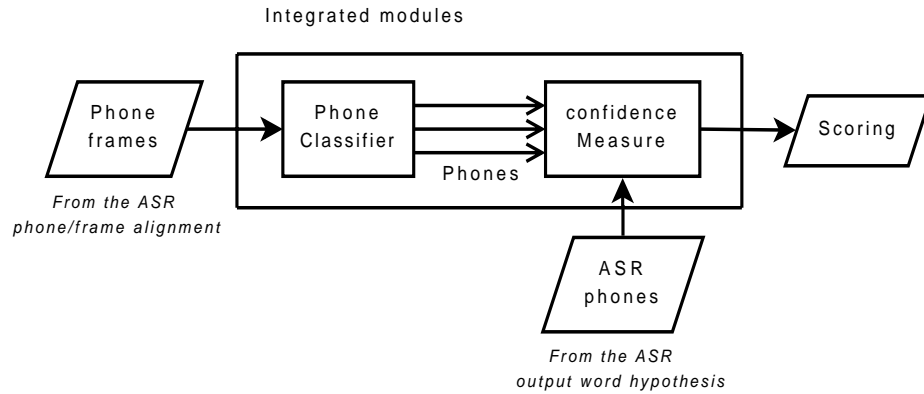 Integrated modules
Phone
frames
From the ASR
phone/frame alignment
Phone
Classifier
Phones
confidence
Measure
Scoring
ASR
phones
From the ASR
output word hypothesis